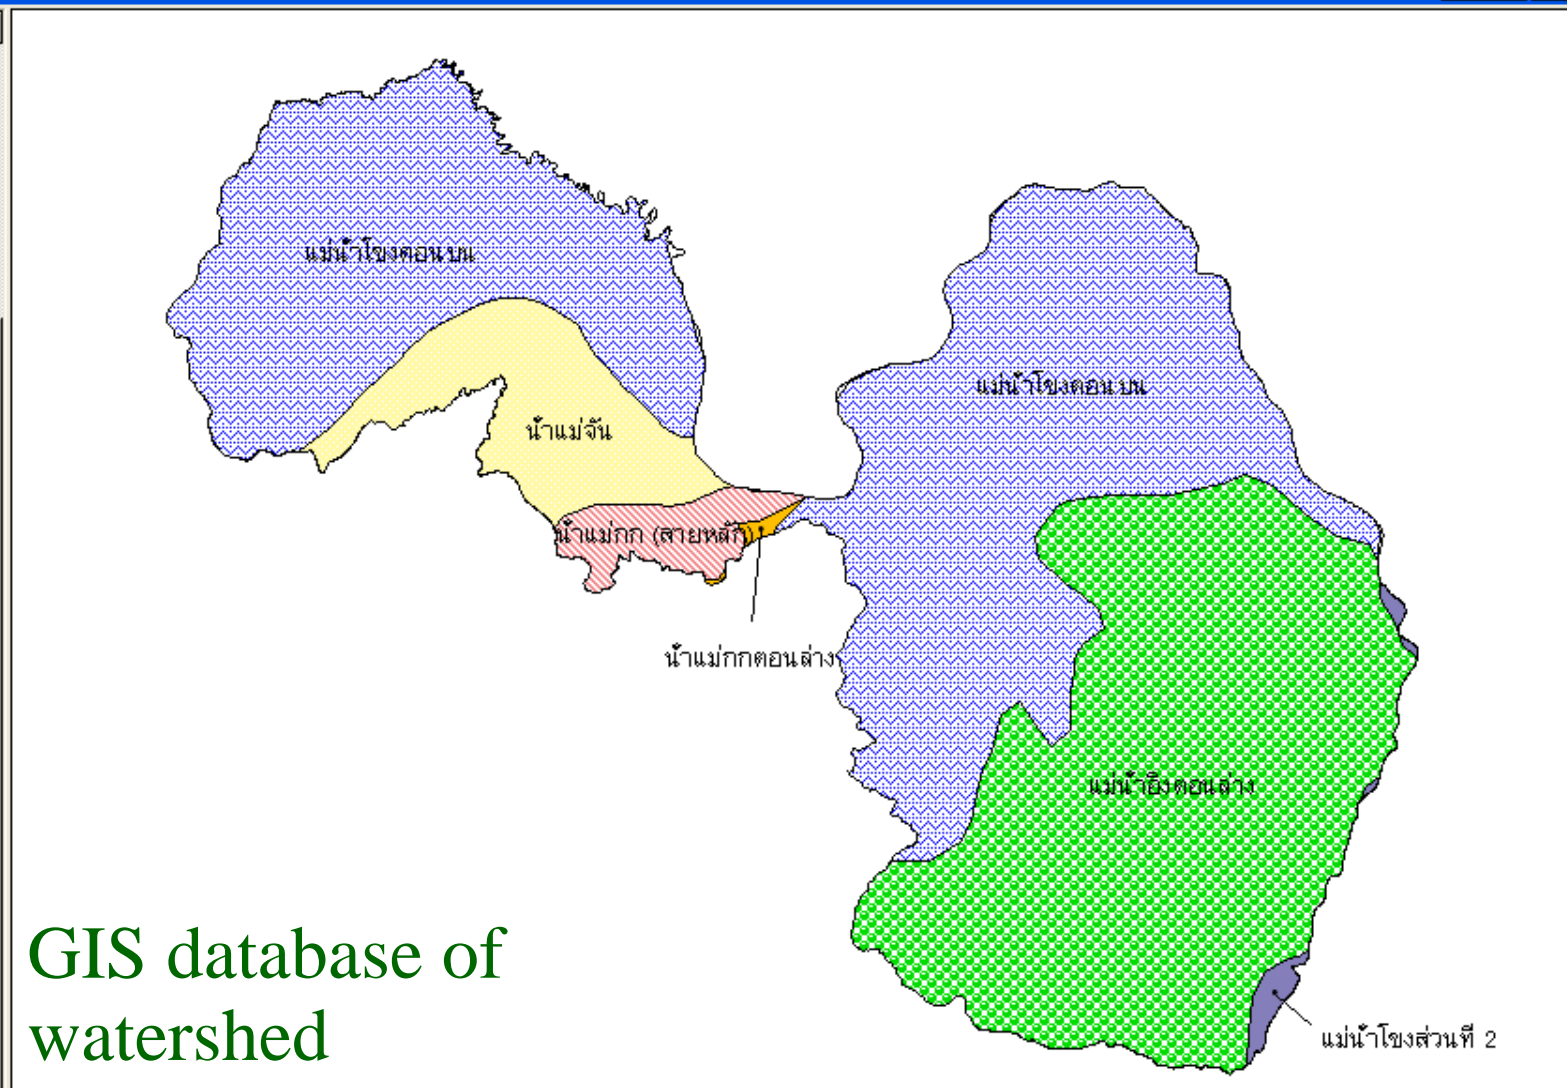 แม่น้ำโขงตอนบน
แม่น้ำโขงตอนบน
น้ำแม่จัน
น้ำแม่กก (สายหลัก)
น้ำแม่กกตอนล่าง
แม่น้ำอิงตอนล่าง
แม่น้ำโขงส่วนที่ 2
GIS database of
watershed